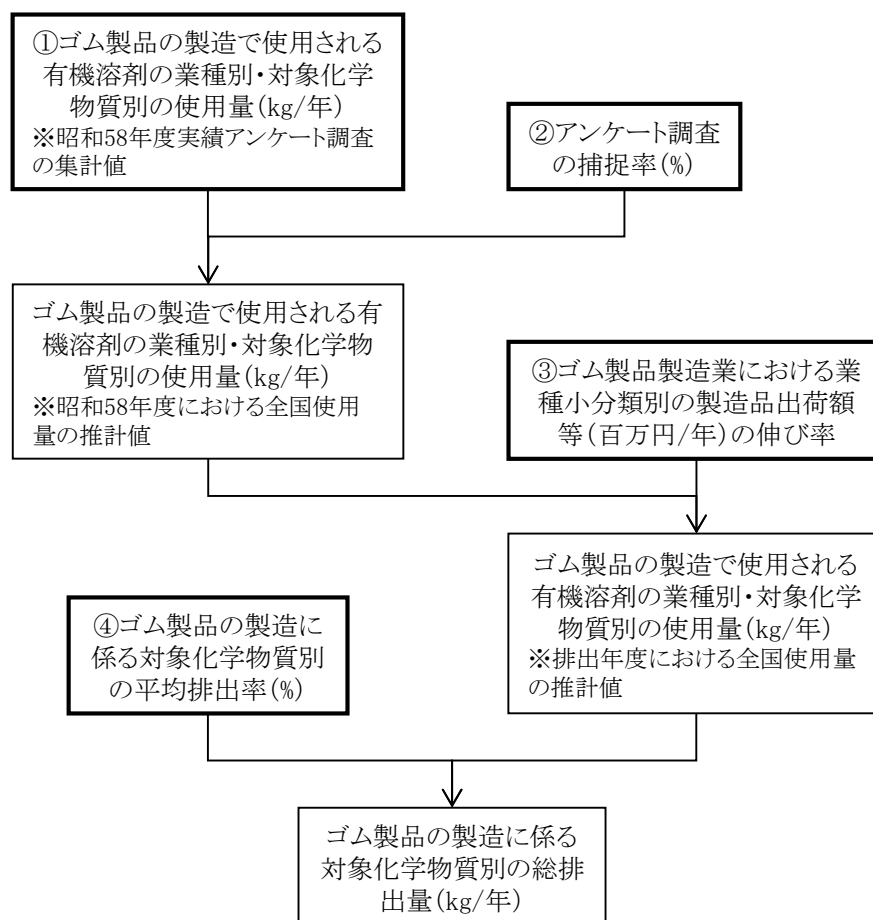 ①ゴム製品の製造で使用される
有機溶剤の業種別・対象化学
物質別の使用量(kg/年)
※昭和58年度実績アンケート調査
の集計値
②アンケート調査
の捕捉率(%)
ゴム製品の製造で使用される有
機溶剤の業種別・対象化学物
質別の使用量(kg/年)
※昭和58年度における全国使用
量の推計値
③ゴム製品製造業における業
種小分類別の製造品出荷額
等(百万円/年)の伸び率
ゴム製品の製造で使用される
有機溶剤の業種別・対象化学
物質別の使用量(kg/年)
※排出年度における全国使用量
の推計値
④ゴム製品の製造に
係る対象化学物質別
の平均排出率(%)
ゴム製品の製造に係る
対象化学物質別の総排
出量(kg/年)